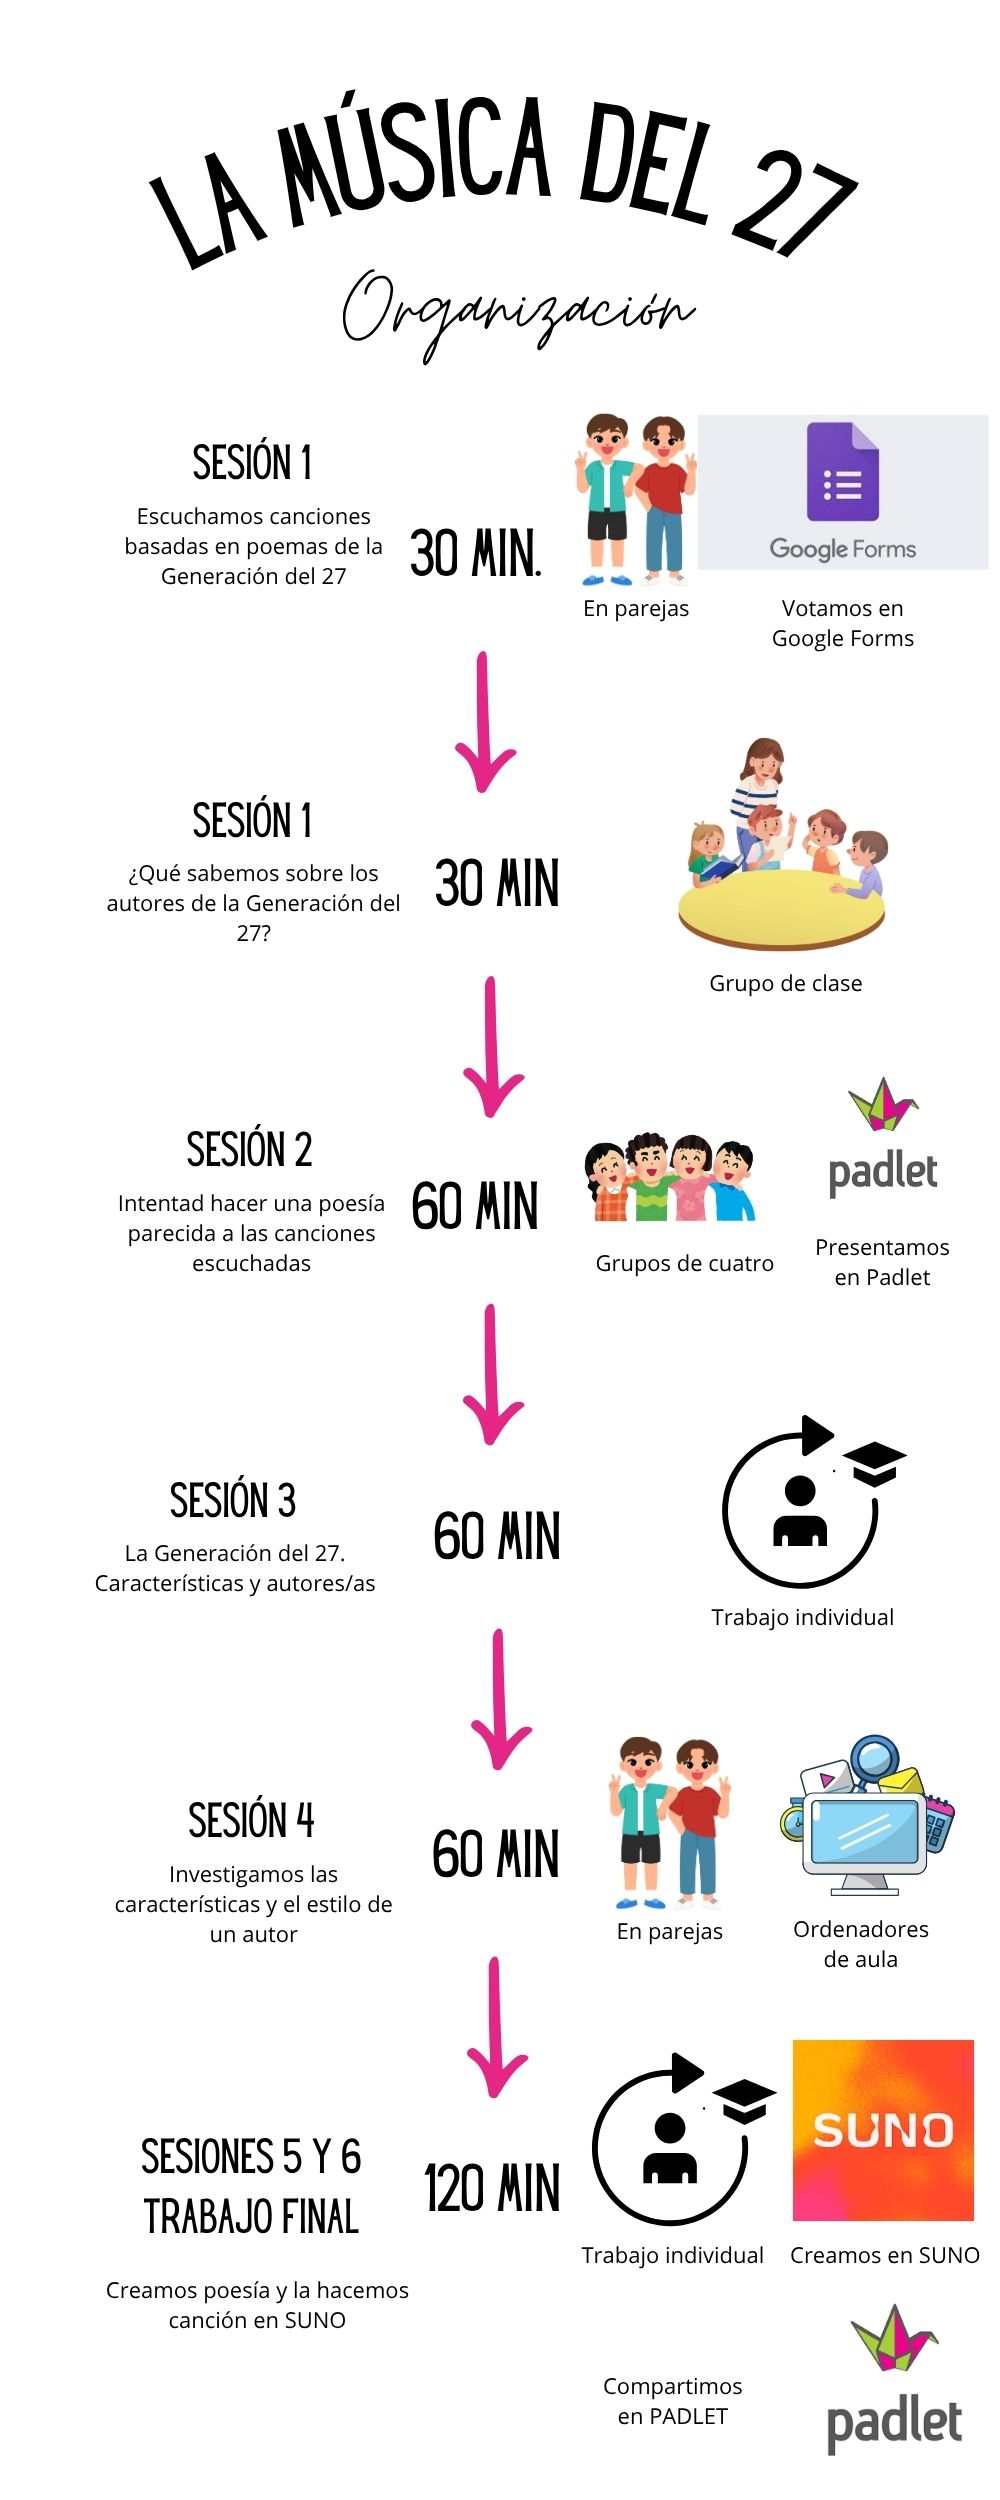 LA MÚSICA DEL 27
Organización
SESIÓN 1
Escuchamos canciones
basadas en poemas de la
Generación del 27
30 MIN.
En parejas
Google Forms
Votamos en
Google Forms
SESIÓN 1
¿Qué sabemos sobre los
autores de la Generación del
27?
30 MIN
Grupo de clase
SESIÓN 2
Intentad hacer una poesía
parecida a las canciones
escuchadas
60 MIN
Grupos de cuatro
padlet
Presentamos
en Padlet
SESIÓN 3
La Generación del 27.
Características y autores/as
60 MIN
Trabajo individual
SESIÓN 4
Investigamos las
características y el estilo de
un autor
60 MIN
En parejas
Ordenadores
de aula
SESIONES 5 Y 6
TRABAJO FINAL
Creamos poesía y la hacemos
canción en SUNO
120 MIN
Trabajo individual
SUNO
Creamos en SUNO
Compartimos
en PADLET
padlet